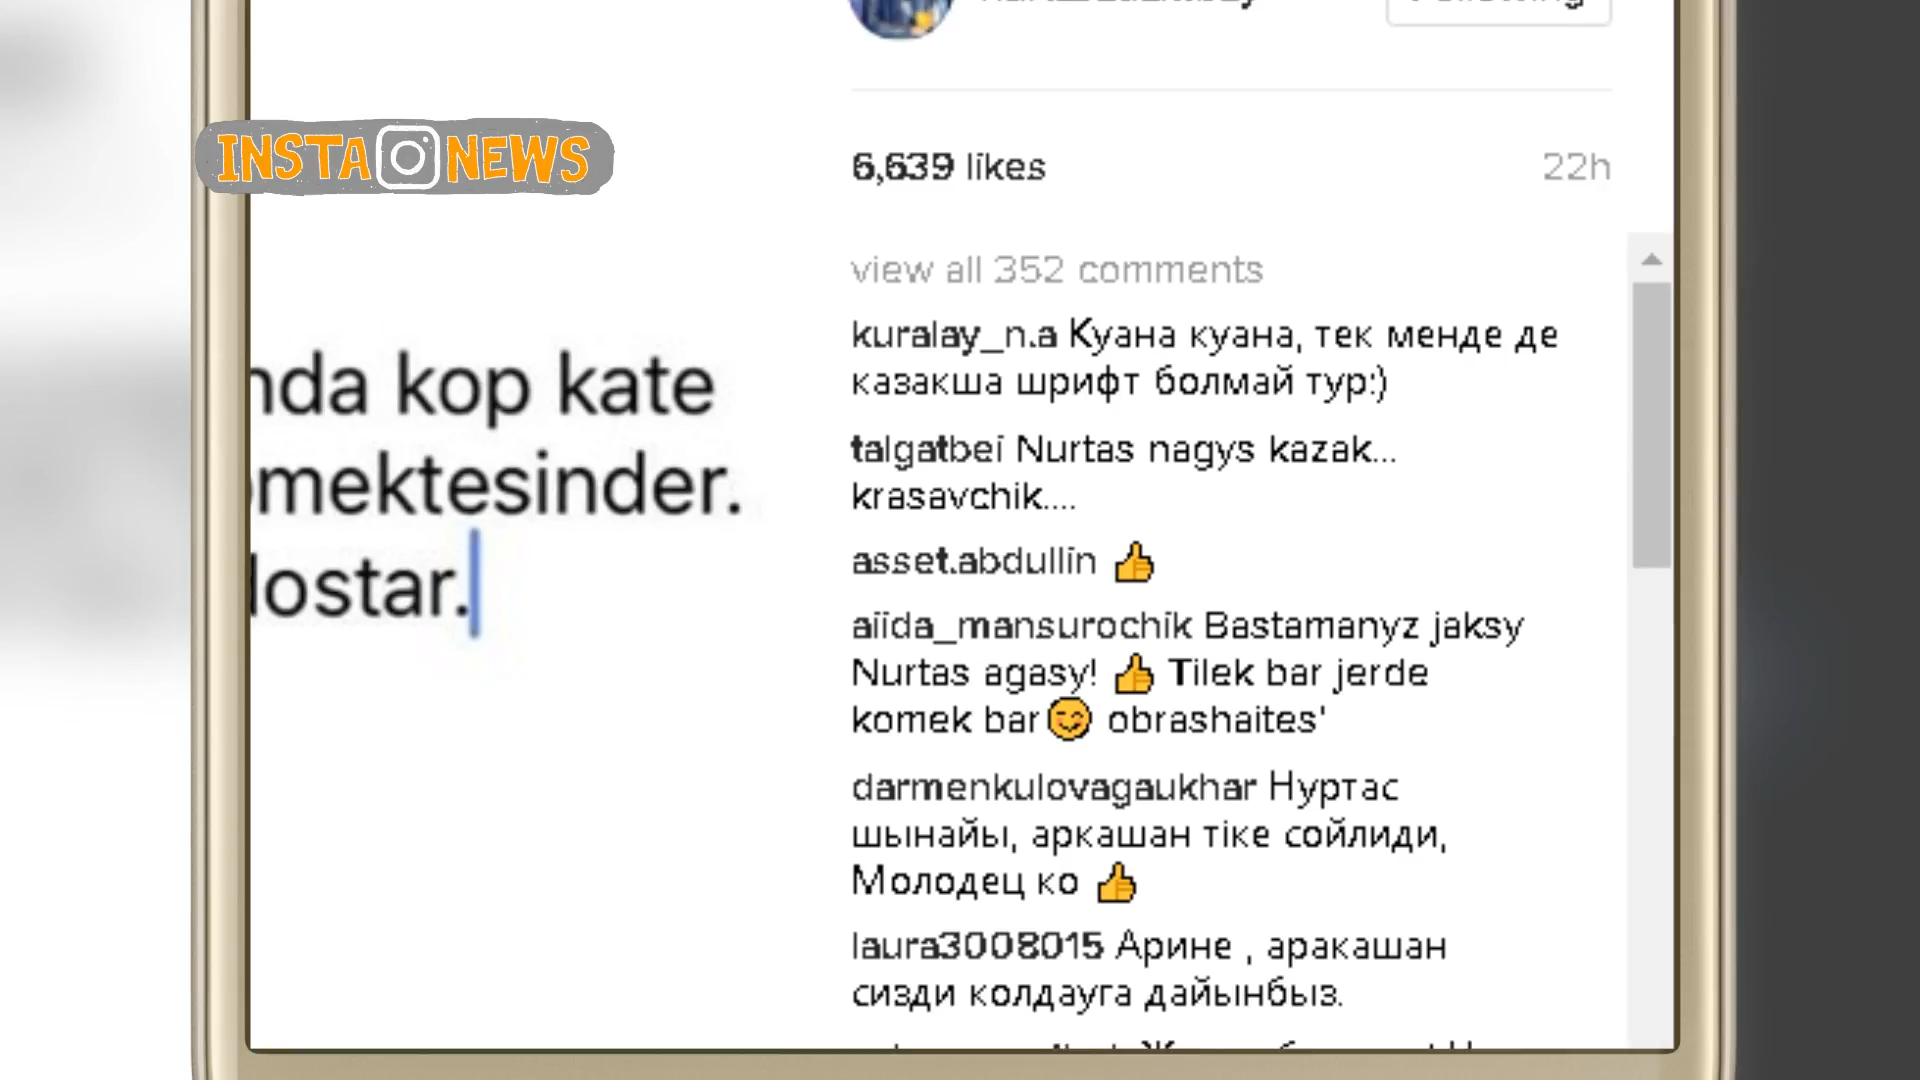 INSTA NEWS
6,639 likes
22h
view all 352 comments
kuralay_n.a Куана куана, тек менде де
казакша шрифт болмай тур:)
talgatbei Nurtas nagys kazak...
krasavchik....
asset.abdullin 👍
aiida_mansurochik Bastamanyz jaksy
Nurtas agasy! 👍 Tilek bar jerde
komek bar😋 obrashaites'
darmenkulovagaukhar Нуртас
шынайы, аркашан тіке сойлиди,
Молодец ко 👍
laura3008015 Арине , аракашан
сизди колдауга дайынбыз.
nda kop kate
mektesinder.
lostar.